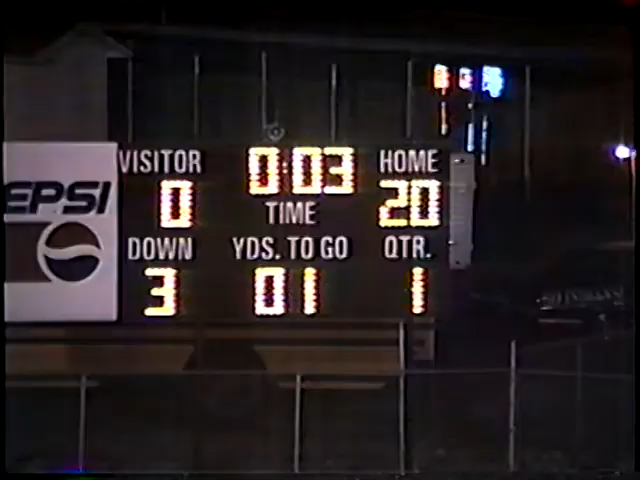 VISITOR 0:03 HOME
EPSI 0 TIME 20
DOWN YDS. TO GO QTR.
3 01 1